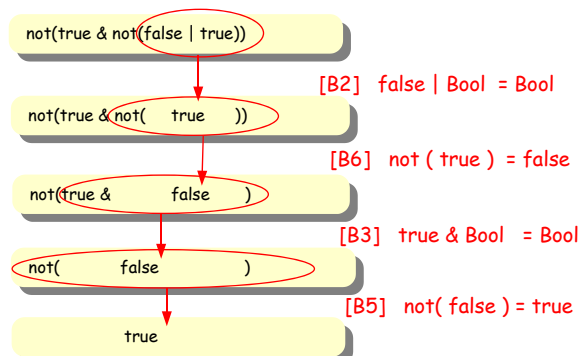 not(true & not(false | true))
[B2] false | Bool = Bool
not(true & not( true ))
[B6] not ( true ) = false
not(true & false )
[B3] true & Bool = Bool
not( false )
[B5] not( false ) = true
true